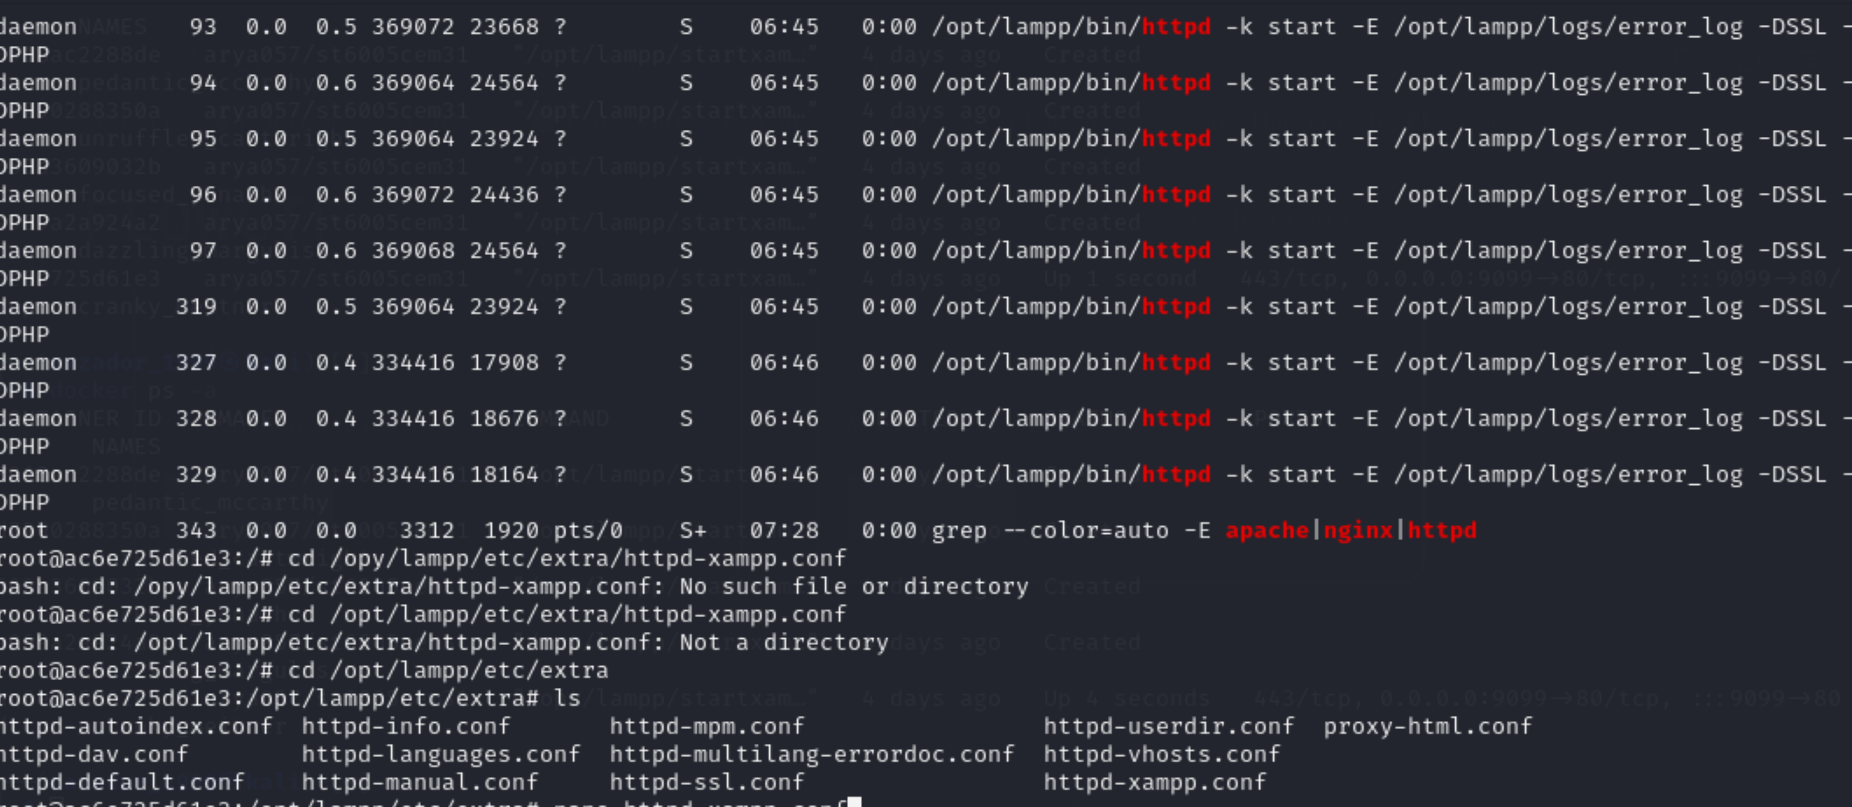 daemon 93 0.0 0.5 369072 23668 ? S 06:45 0:00 /opt/lampp/bin/httpd -k start -E /opt/lampp/logs/error_log -DSSL -
DPHP
daemon 94 0.0 0.6 369064 24564 ? S 06:45 0:00 /opt/lampp/bin/httpd -k start -E /opt/lampp/logs/error_log -DSSL -
DPHP
daemon 95 0.0 0.5 369064 23924 ? S 06:45 0:00 /opt/lampp/bin/httpd -k start -E /opt/lampp/logs/error_log -DSSL -
DPHP
daemon 96 0.0 0.6 369072 24436 ? S 06:45 0:00 /opt/lampp/bin/httpd -k start -E /opt/lampp/logs/error_log -DSSL -
DPHP
daemon 97 0.0 0.6 369068 24564 ? S 06:45 0:00 /opt/lampp/bin/httpd -k start -E /opt/lampp/logs/error_log -DSSL -
DPHP
daemon 319 0.0 0.5 369064 23924 ? S 06:45 0:00 /opt/lampp/bin/httpd -k start -E /opt/lampp/logs/error_log -DSSL -
DPHP
daemon 327 0.0 0.4 334416 17908 ? S 06:46 0:00 /opt/lampp/bin/httpd -k start -E /opt/lampp/logs/error_log -DSSL -
DPHP
daemon 328 0.0 0.4 334416 18676 ? S 06:46 0:00 /opt/lampp/bin/httpd -k start -E /opt/lampp/logs/error_log -DSSL -
DPHP
daemon 329 0.0 0.4 334416 18164 ? S 06:46 0:00 /opt/lampp/bin/httpd -k start -E /opt/lampp/logs/error_log -DSSL -
DPHP
root 343 0.0 0.0 3312 1920 pts/0 S+ 07:28 0:00 grep --color=auto -E apache|nginx|httpd
root@ac6e725d61e3:/# cd /opy/lampp/etc/extra/httpd-xampp.conf
bash: cd: /opy/lampp/etc/extra/httpd-xampp.conf: No such file or directory
root@ac6e725d61e3:/# cd /opt/lampp/etc/extra/httpd-xampp.conf
bash: cd: /opt/lampp/etc/extra/httpd-xampp.conf: Not a directory
root@ac6e725d61e3:/# cd /opt/lampp/etc/extra
root@ac6e725d61e3:/opt/lampp/etc/extra# ls
httpd-autoindex.conf httpd-info.conf httpd-mpm.conf httpd-userdir.conf proxy-html.conf
httpd-dav.conf httpd-languages.conf httpd-multilang-errordoc.conf httpd-vhosts.conf
httpd-default.conf httpd-manual.conf httpd-ssl.conf httpd-xampp.conf
root@ac6e725d61e3:/opt/lampp/etc/extra# nano httpd-xampp.conf